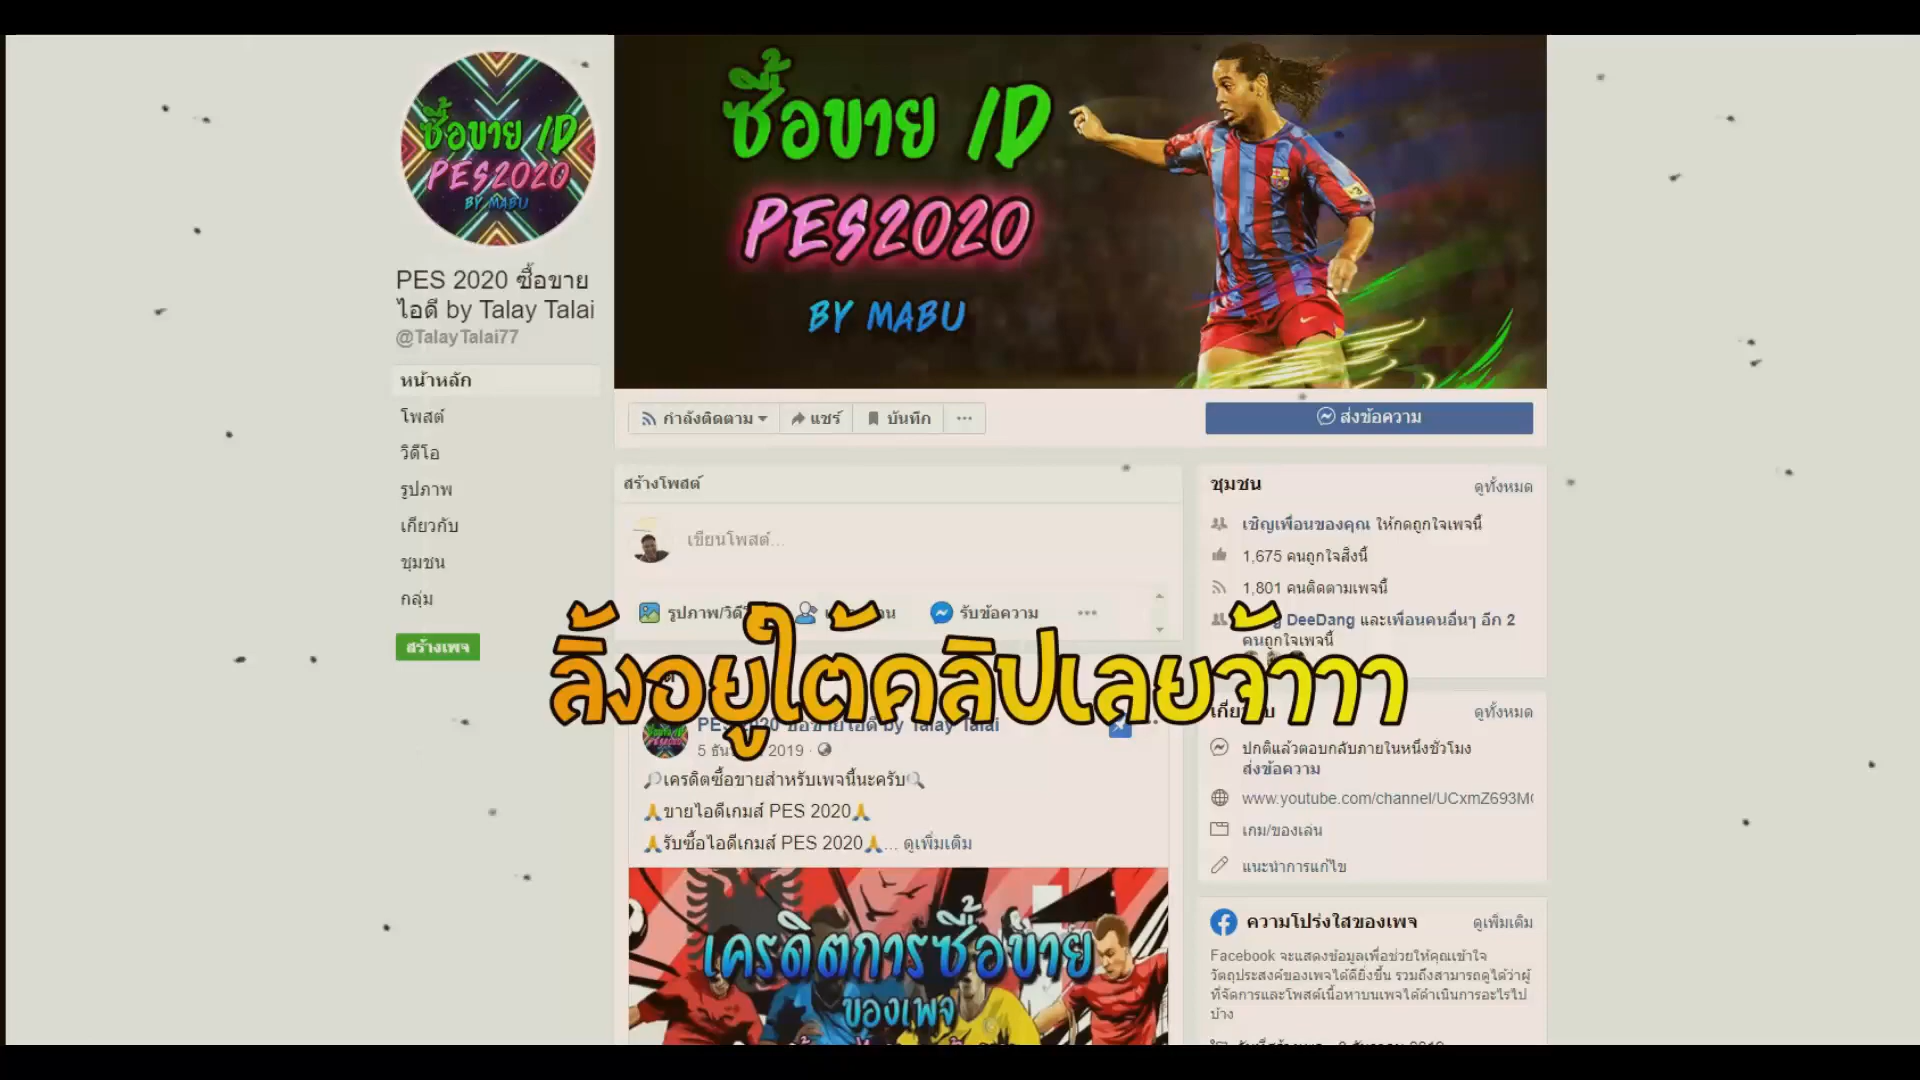 ซื้อขาย ID
PES2020
BY MABU
PES 2020 ซื้อขาย
ไอดี by Talay Talai
@TalayTalai77
หน้าหลัก
โพสต์
วิดีโอ
รูปภาพ
เกี่ยวกับ
ชุมชน
กลุ่ม
สร้างเพจ
ซื้อขาย ID
PES2020
BY MABU
กำลังติดตาม
แชร์
บันทึก
ส่งข้อความ
สร้างโพสต์
เขียนโพสต์...
รับข้อความ
ลิ้งอยู่ใต้คลิปเลยจ้าาา
PES 2020 ซื้อขายไอดี by Talay Talai
2019
🔎เครดิตซื้อขายสำหรับเพจนี้นะครับ🔍
🙏ขายไอดีเกมส์ PES 2020🙏
🙏รับซื้อไอดีเกมส์ PES 2020🙏... ดูเพิ่มเติม
เครดิตการซื้อขาย
ของเพจ
ชุมชน ดูทั้งหมด
เชิญเพื่อนของคุณ ให้กดถูกใจเพจนี้
1,675 คนถูกใจสิ่งนี้
1,801 คนติดตามเพจนี้
DeeDang และเพื่อนคนอื่นๆ อีก 2
คนถูกใจเพจนี้
เกี่ยวกับ ดูทั้งหมด
ปกติแล้วตอบกลับภายในหนึ่งชั่วโมง
ส่งข้อความ
www.youtube.com/channel/UCxmZ693M
เกม/ของเล่น
แนะนำการแก้ไข
ความโปร่งใสของเพจ ดูเพิ่มเติม
Facebook จะแสดงข้อมูลเพื่อช่วยให้คุณเข้าใจ
วัตถุประสงค์ของเพจได้ดียิ่งขึ้น รวมถึงสามารถดูได้ว่าผู้
ที่จัดการและโพสต์เนื้อหาบนเพจได้ดำเนินการอะไรไป
บ้าง